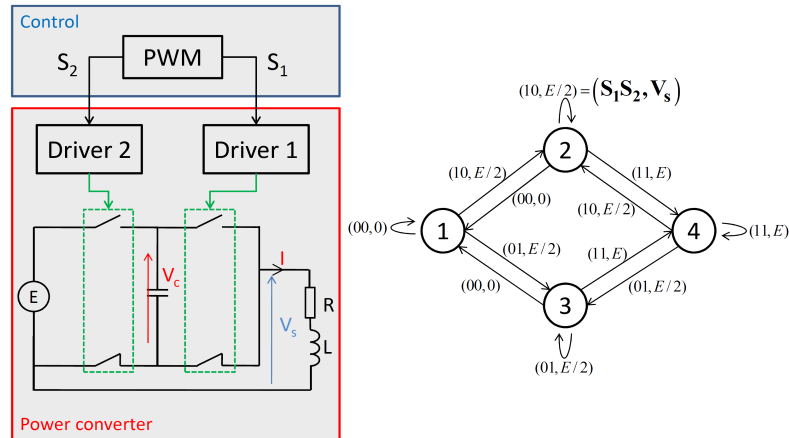 Control
PWM
S2
S1
Driver 2
Driver 1
E
Vc
I
Vs
R
L
Power converter
(10, E/2) = (S1S2, Vs)
2
(10, E/2)
(11, E)
(00, 0)
(10, E/2)
(00, 0)
1
4
(11, E)
(01, E/2)
(11, E)
(00, 0)
(01, E/2)
3
(01, E/2)